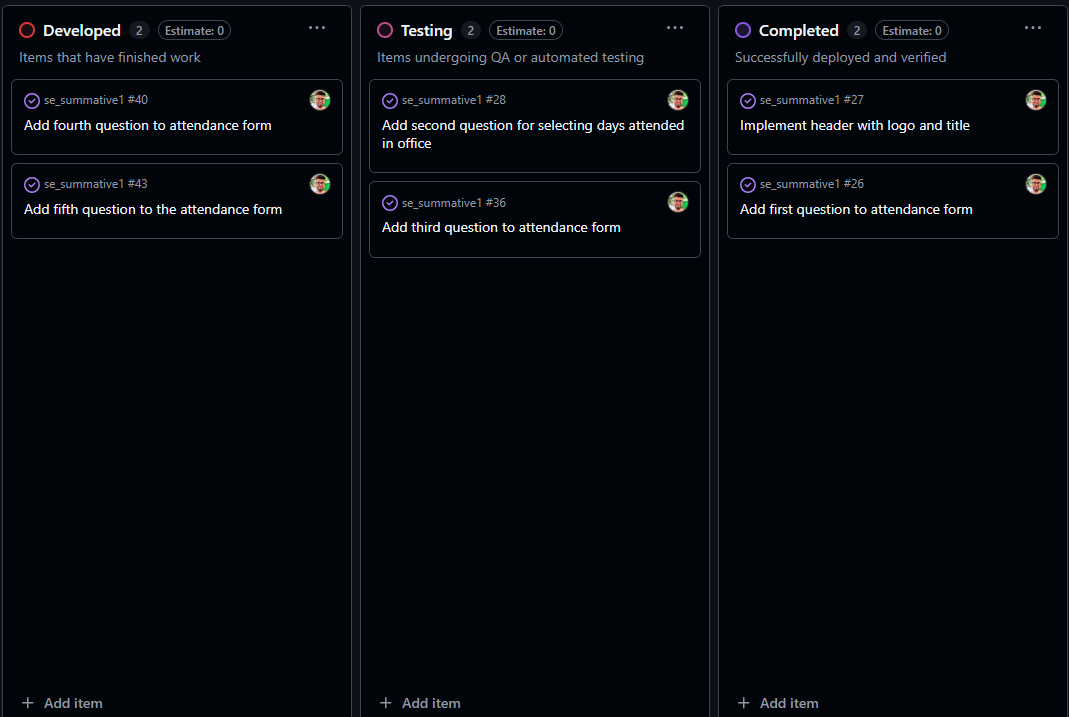 Developed 2 Estimate: 0
Items that have finished work
se_summative1 #40
Add fourth question to attendance form
se_summative1 #43
Add fifth question to the attendance form
+ Add item
Testing 2 Estimate: 0
Items undergoing QA or automated testing
se_summative1 #28
Add second question for selecting days attended
in office
se_summative1 #36
Add third question to attendance form
+ Add item
Completed 2 Estimate: 0
Successfully deployed and verified
se_summative1 #27
Implement header with logo and title
se_summative1 #26
Add first question to attendance form
+ Add item